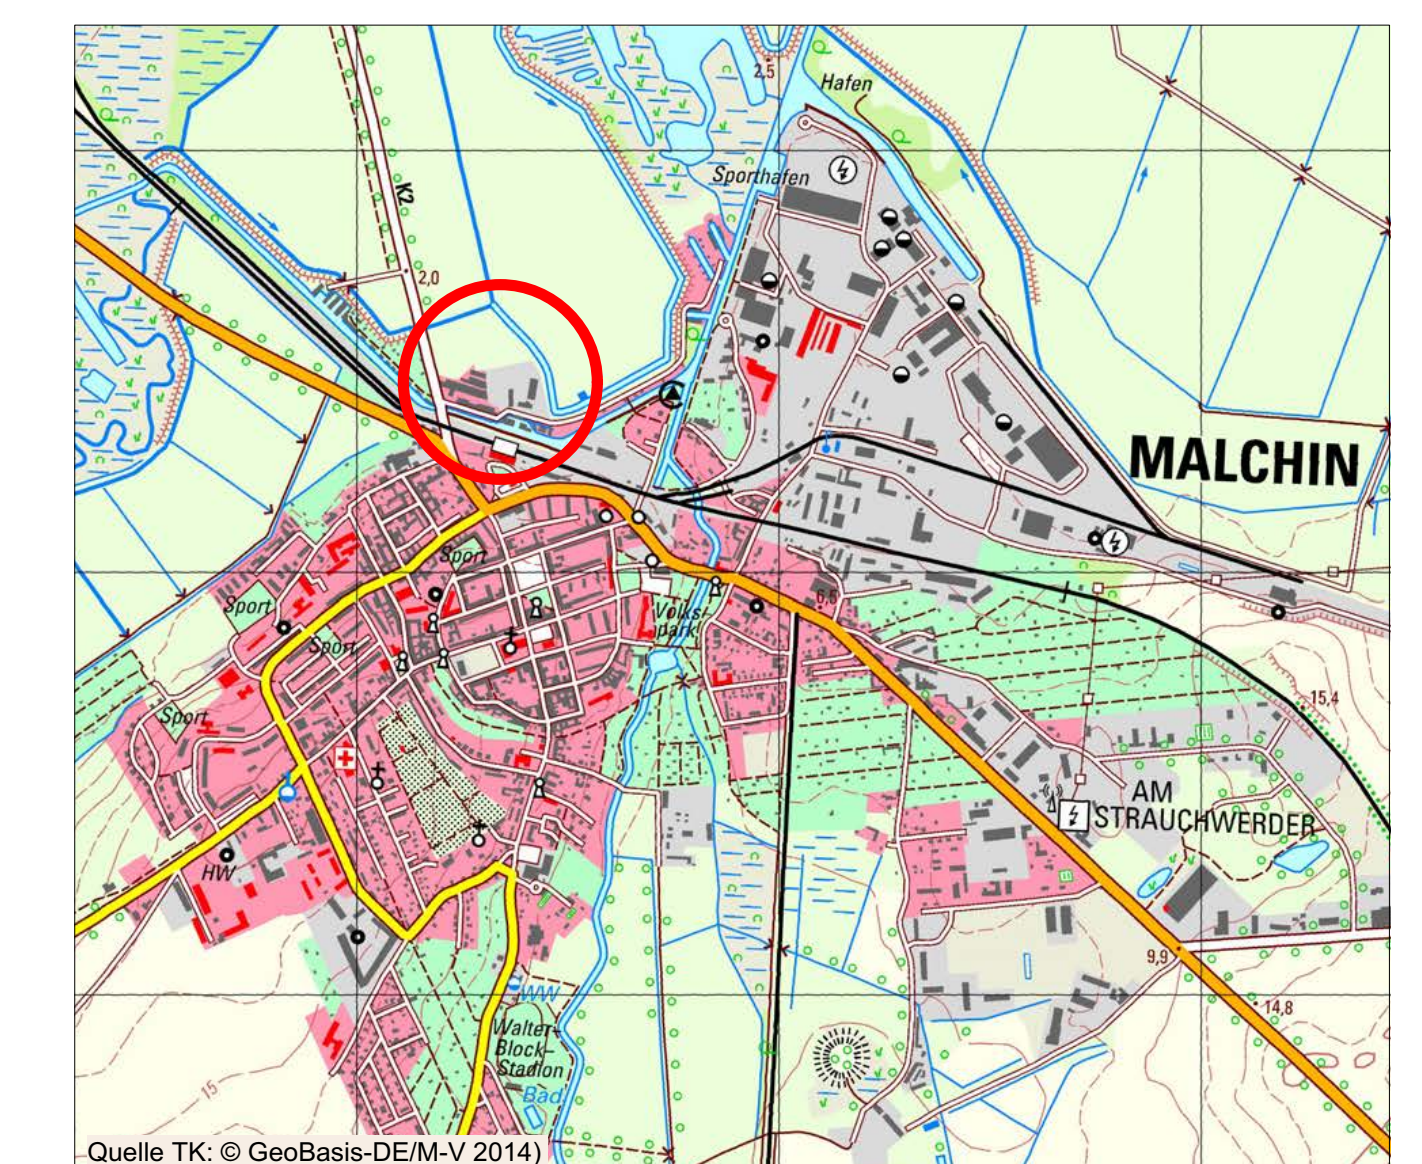 2,5
Hafen
Sporthafen
K2
2,0
MALCHIN
Sport
Sport
Sport
Sport
6,5
Volks-
park
15,4
AM
STRAUCHWERDER
HW
9,9
14,8
WW
Walter-
Block-
Stadion
Bad
15
Quelle TK: © GeoBasis-DE/M-V 2014)